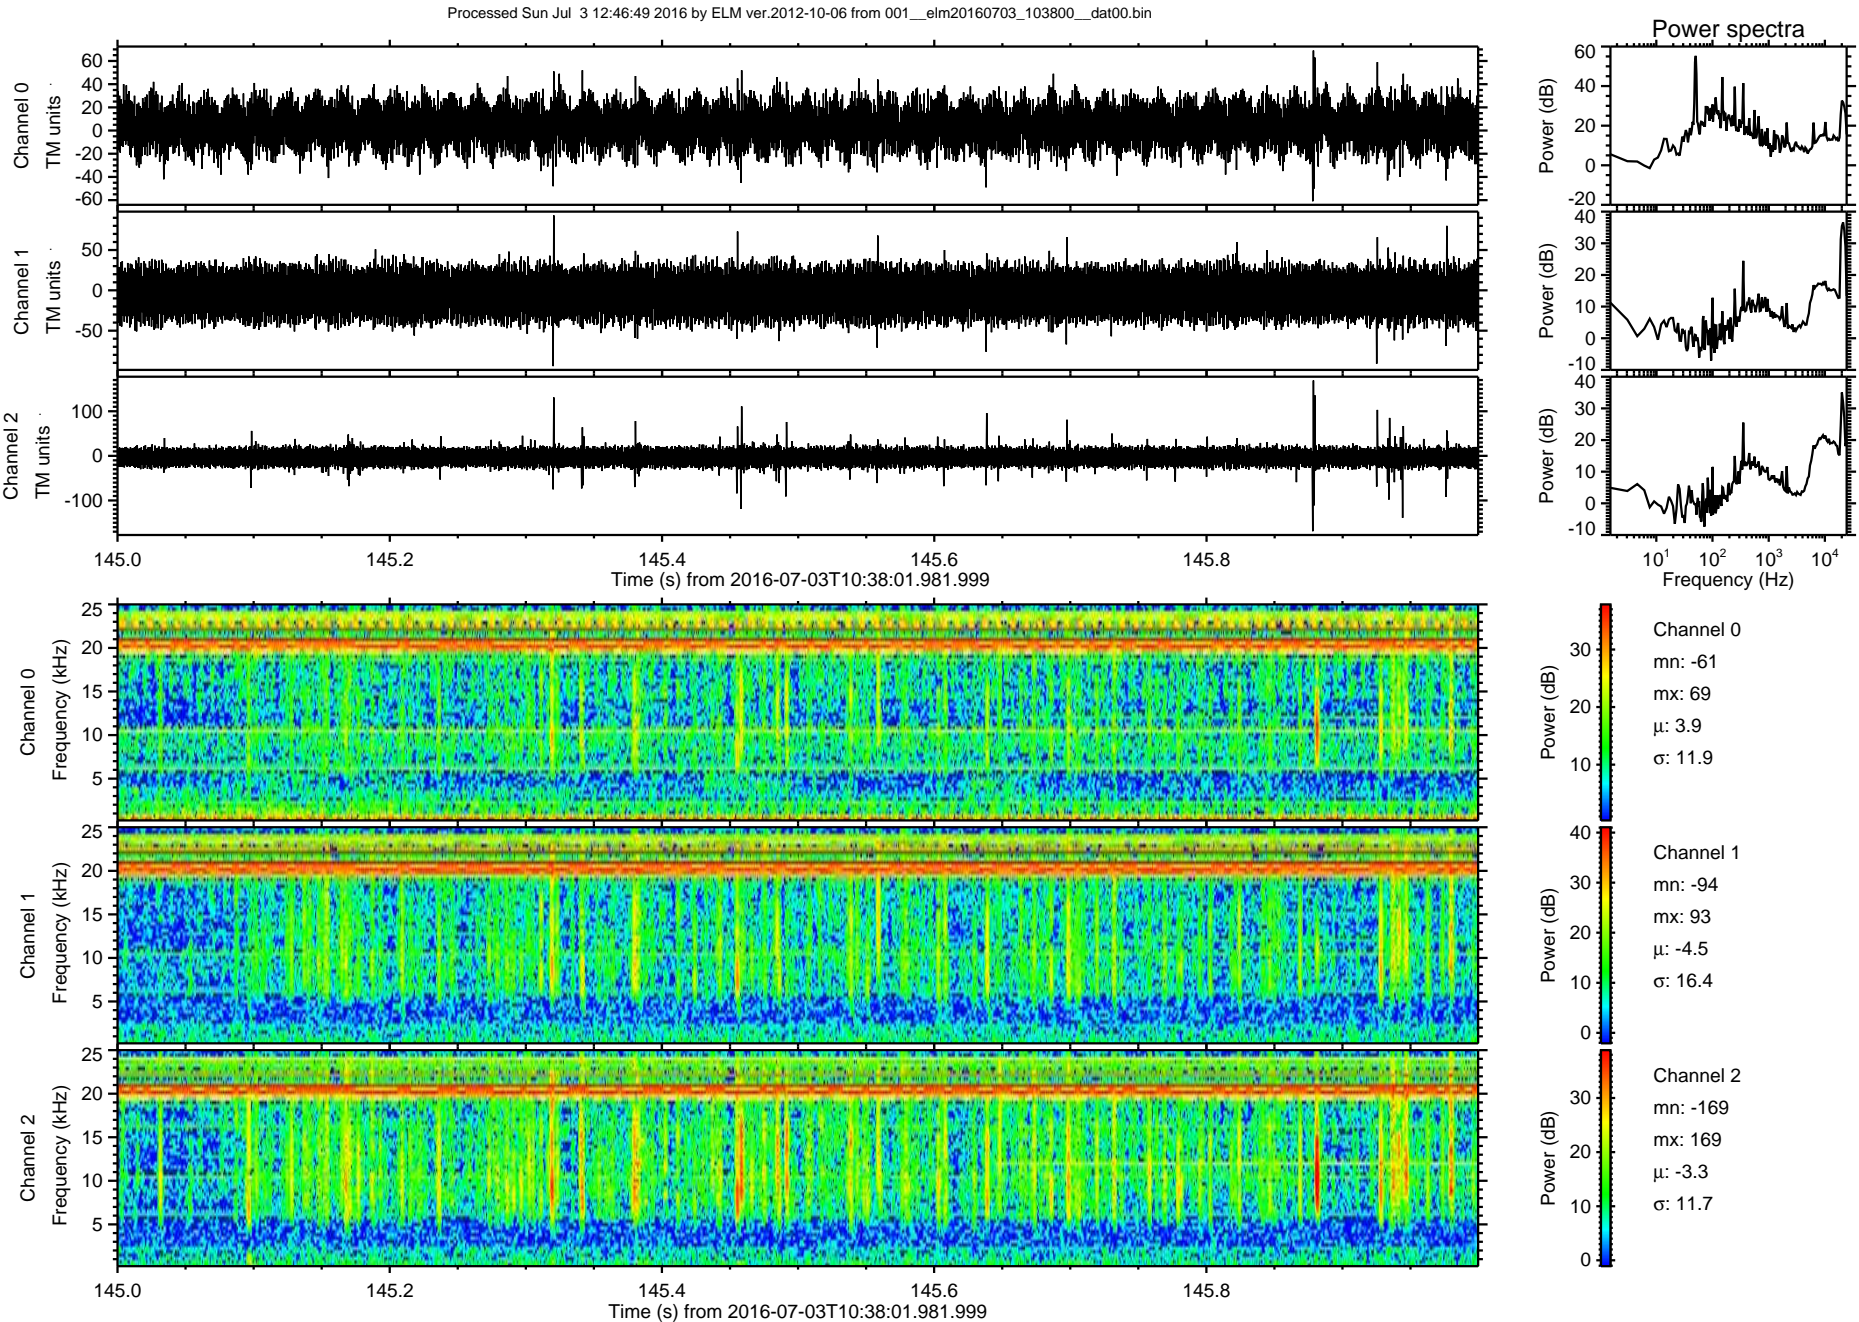 Processed Sun Jul  3 12:46:49 2016 by ELM ver.2012-10-06 from 001__elm20160703_103800__dat00.bin
Power spectra
Channel 0
TM units
60
40
20
0
-20
-40
-60
Power (dB)
60
40
20
0
-20
Channel 1
TM units
50
0
-50
Power (dB)
40
30
20
10
0
-10
Channel 2
TM units
100
0
-100
Power (dB)
40
30
20
10
0
-10
145.0 145.2 145.4 145.6 145.8
Time (s) from 2016-07-03T10:38:01.981.999
10¹ 10² 10³ 10⁴
Frequency (Hz)
Channel 0
Frequency (kHz)
25
20
15
10
5
Power (dB)
30
20
10
Channel 0
mn: -61
mx: 69
μ: 3.9
σ: 11.9
Channel 1
Frequency (kHz)
25
20
15
10
5
Power (dB)
40
30
20
10
0
Channel 1
mn: -94
mx: 93
μ: -4.5
σ: 16.4
Channel 2
Frequency (kHz)
25
20
15
10
5
Power (dB)
30
20
10
0
Channel 2
mn: -169
mx: 169
μ: -3.3
σ: 11.7
145.0 145.2 145.4 145.6 145.8
Time (s) from 2016-07-03T10:38:01.981.999